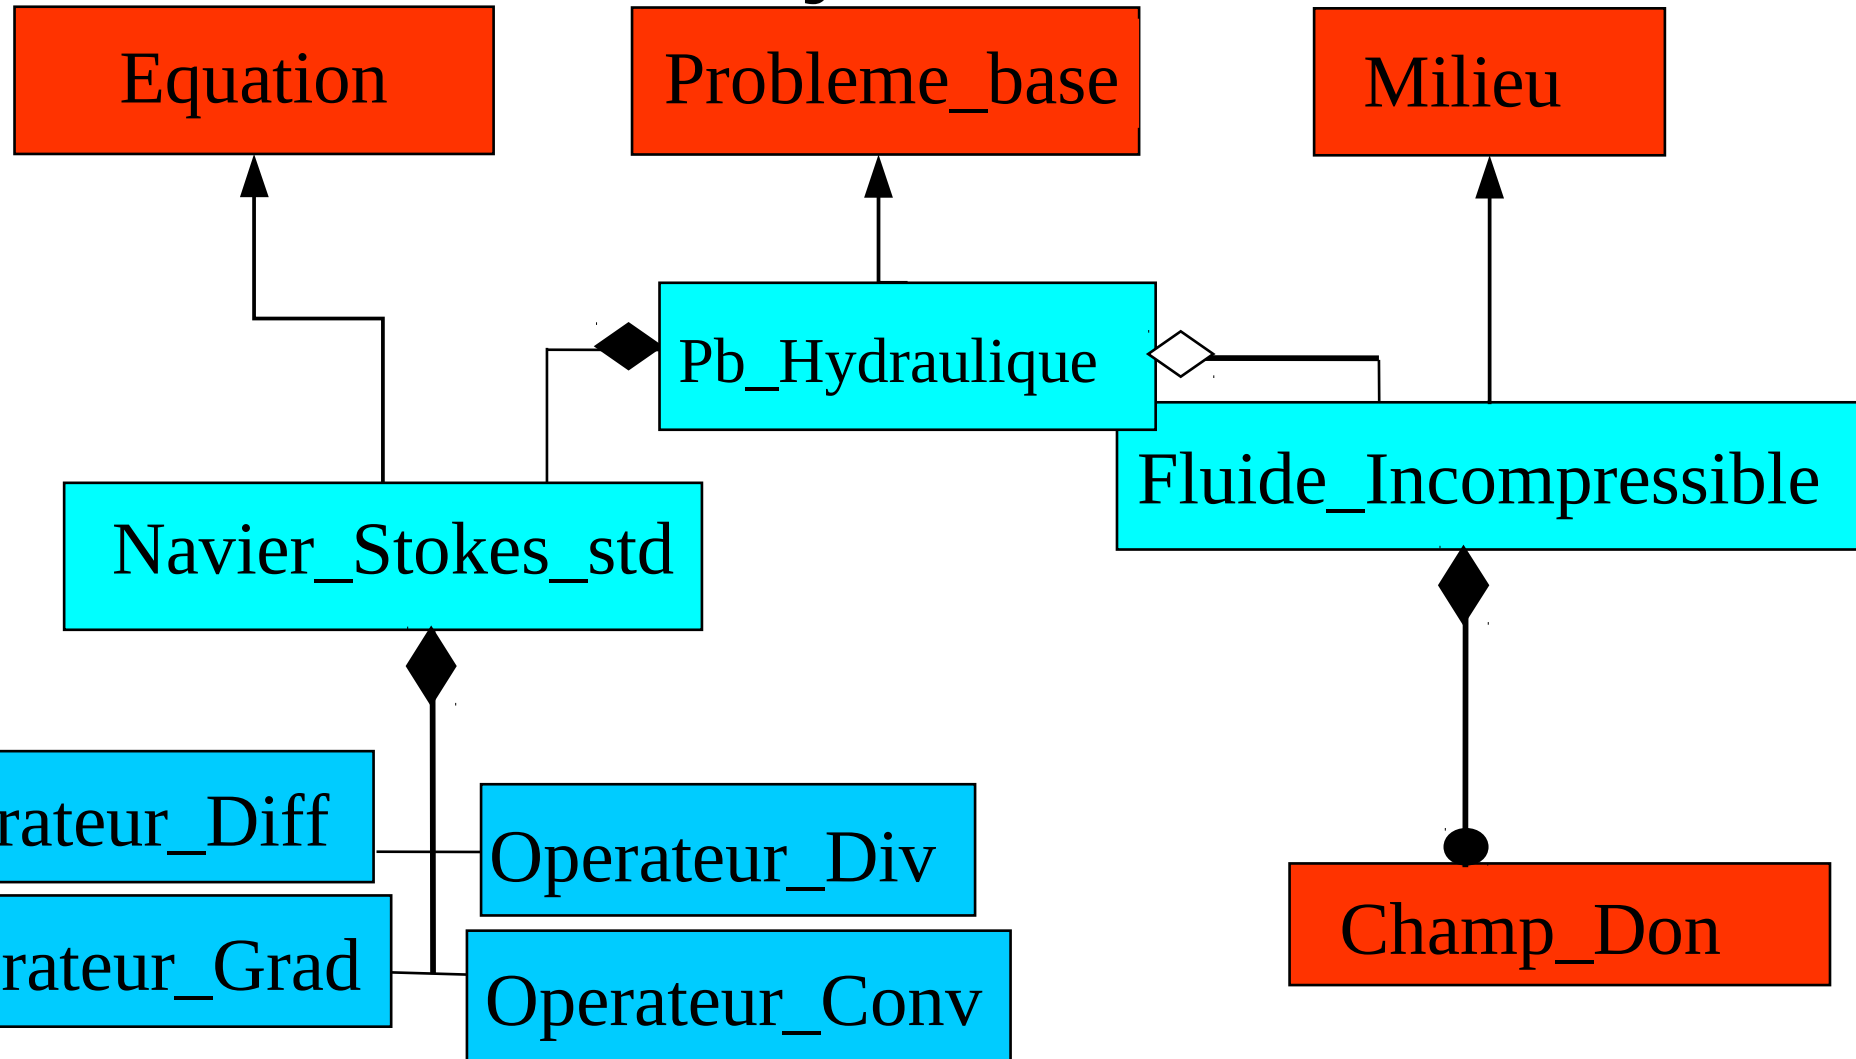 Equation
Probleme_base
Milieu
Pb_Hydraulique
Fluide_Incompressible
Navier_Stokes_std
rateur_Diff
Operateur_Div
rateur_Grad
Operateur_Conv
Champ_Don